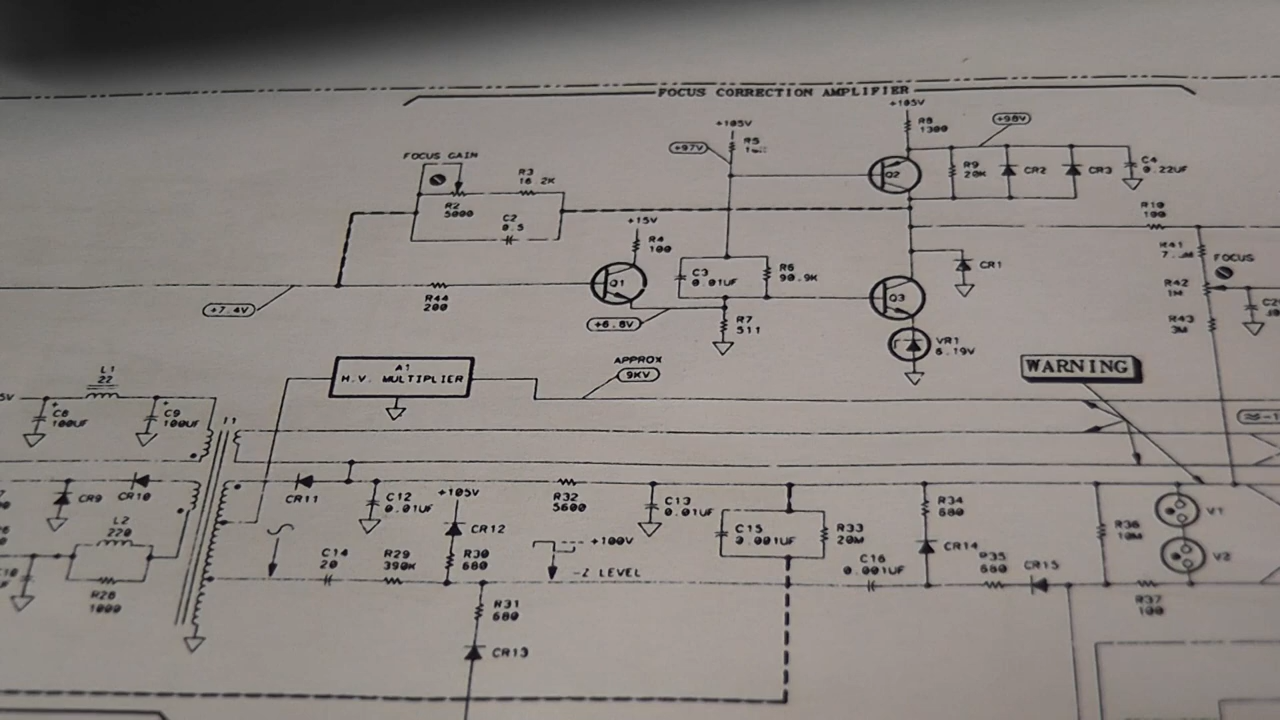 FOCUS CORRECTION AMPLIFIER
+105V
R8
1300
+98V
+105V
R5
+97V
Q2
R9
20K
CR2
CR3
C4
0.22UF
FOCUS GAIN
R2
5000
R3
16.2K
C2
0.5
+15V
R4
100
R10
100
R41
FOCUS
R42
1M
R43
3M
Q1
C3
0.01UF
R6
90.9K
CR1
Q3
R44
200
+7.4V
+6.8V
R7
511
VR1
6.19V
A1
H.V. MULTIPLIER
APPROX
9KV
WARNING
L1
22
5V
C8
100UF
C9
100UF
CR9
CR10
L2
220
R26
1000
CR11
C12
0.01UF
+105V
CR12
R32
5600
C13
0.01UF
C15
0.001UF
R33
20M
R34
680
CR14
R36
10M
V1
V2
C14
20
R29
390K
R30
680
+100V
-Z LEVEL
C16
0.001UF
R35
680
CR15
R37
100
R31
680
CR13